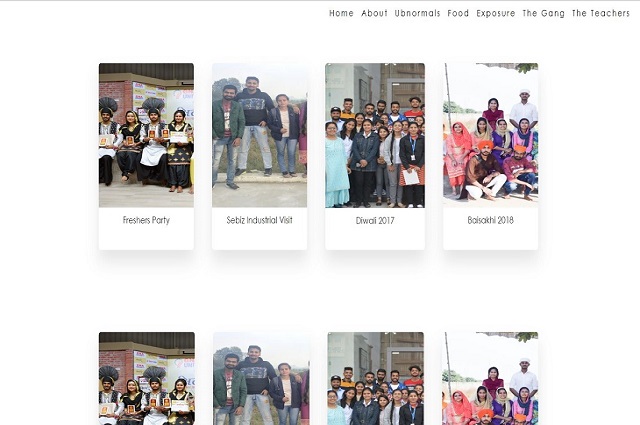 Home About Ubnormals Food Exposure The Gang The Teachers
Freshers Party
Sebiz Industrial Visit
Diwali 2017
Baisakhi 2018